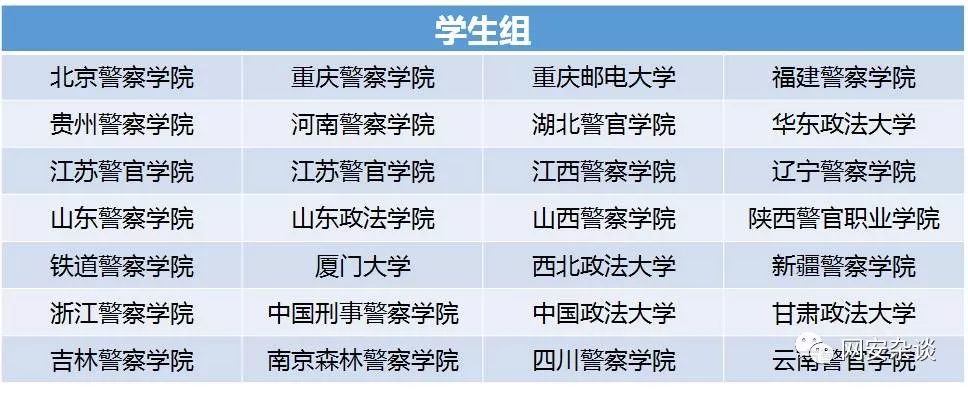 学生组
北京警察学院 重庆警察学院 重庆邮电大学 福建警察学院
贵州警察学院 河南警察学院 湖北警官学院 华东政法大学
江苏警官学院 江苏警官学院 江西警察学院 辽宁警察学院
山东警察学院 山东政法学院 山西警察学院 陕西警官职业学院
铁道警察学院 厦门大学 西北政法大学 新疆警察学院
浙江警察学院 中国刑事警察学院 中国政法大学 甘肃政法大学
吉林警察学院 南京森林警察学院 四川警察学院 云南警官学院
网安杂谈